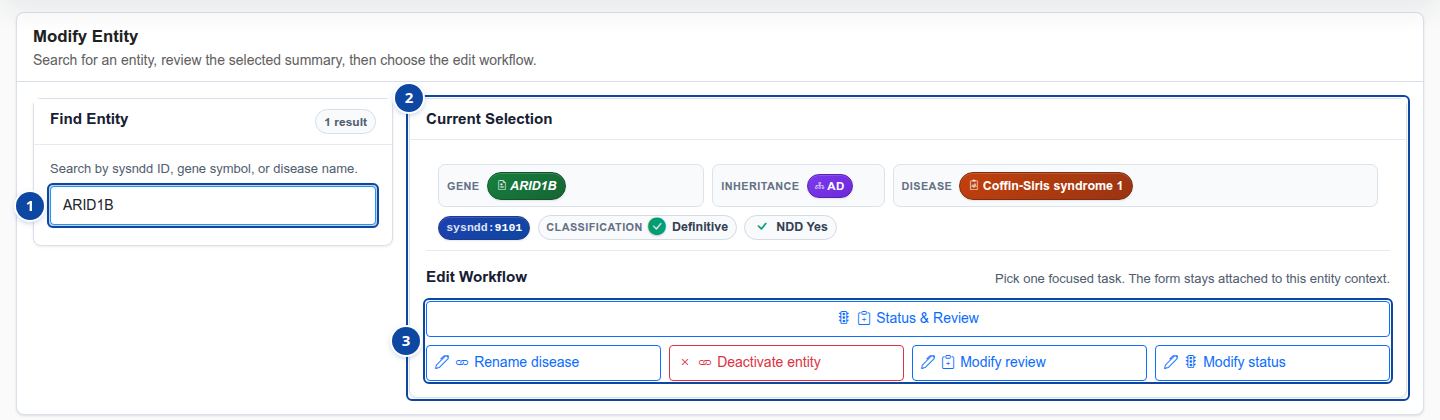 Modify Entity
Search for an entity, review the selected summary, then choose the edit workflow.
2
Find Entity
1 result
Current Selection
Search by sysndd ID, gene symbol, or disease name.
1
ARID1B
GENE ARID1B
INHERITANCE AD
DISEASE Coffin-Siris syndrome 1
sysndd:9101
CLASSIFICATION Definitive
NDD Yes
Edit Workflow
Pick one focused task. The form stays attached to this entity context.
Status & Review
3
Rename disease
Deactivate entity
Modify review
Modify status